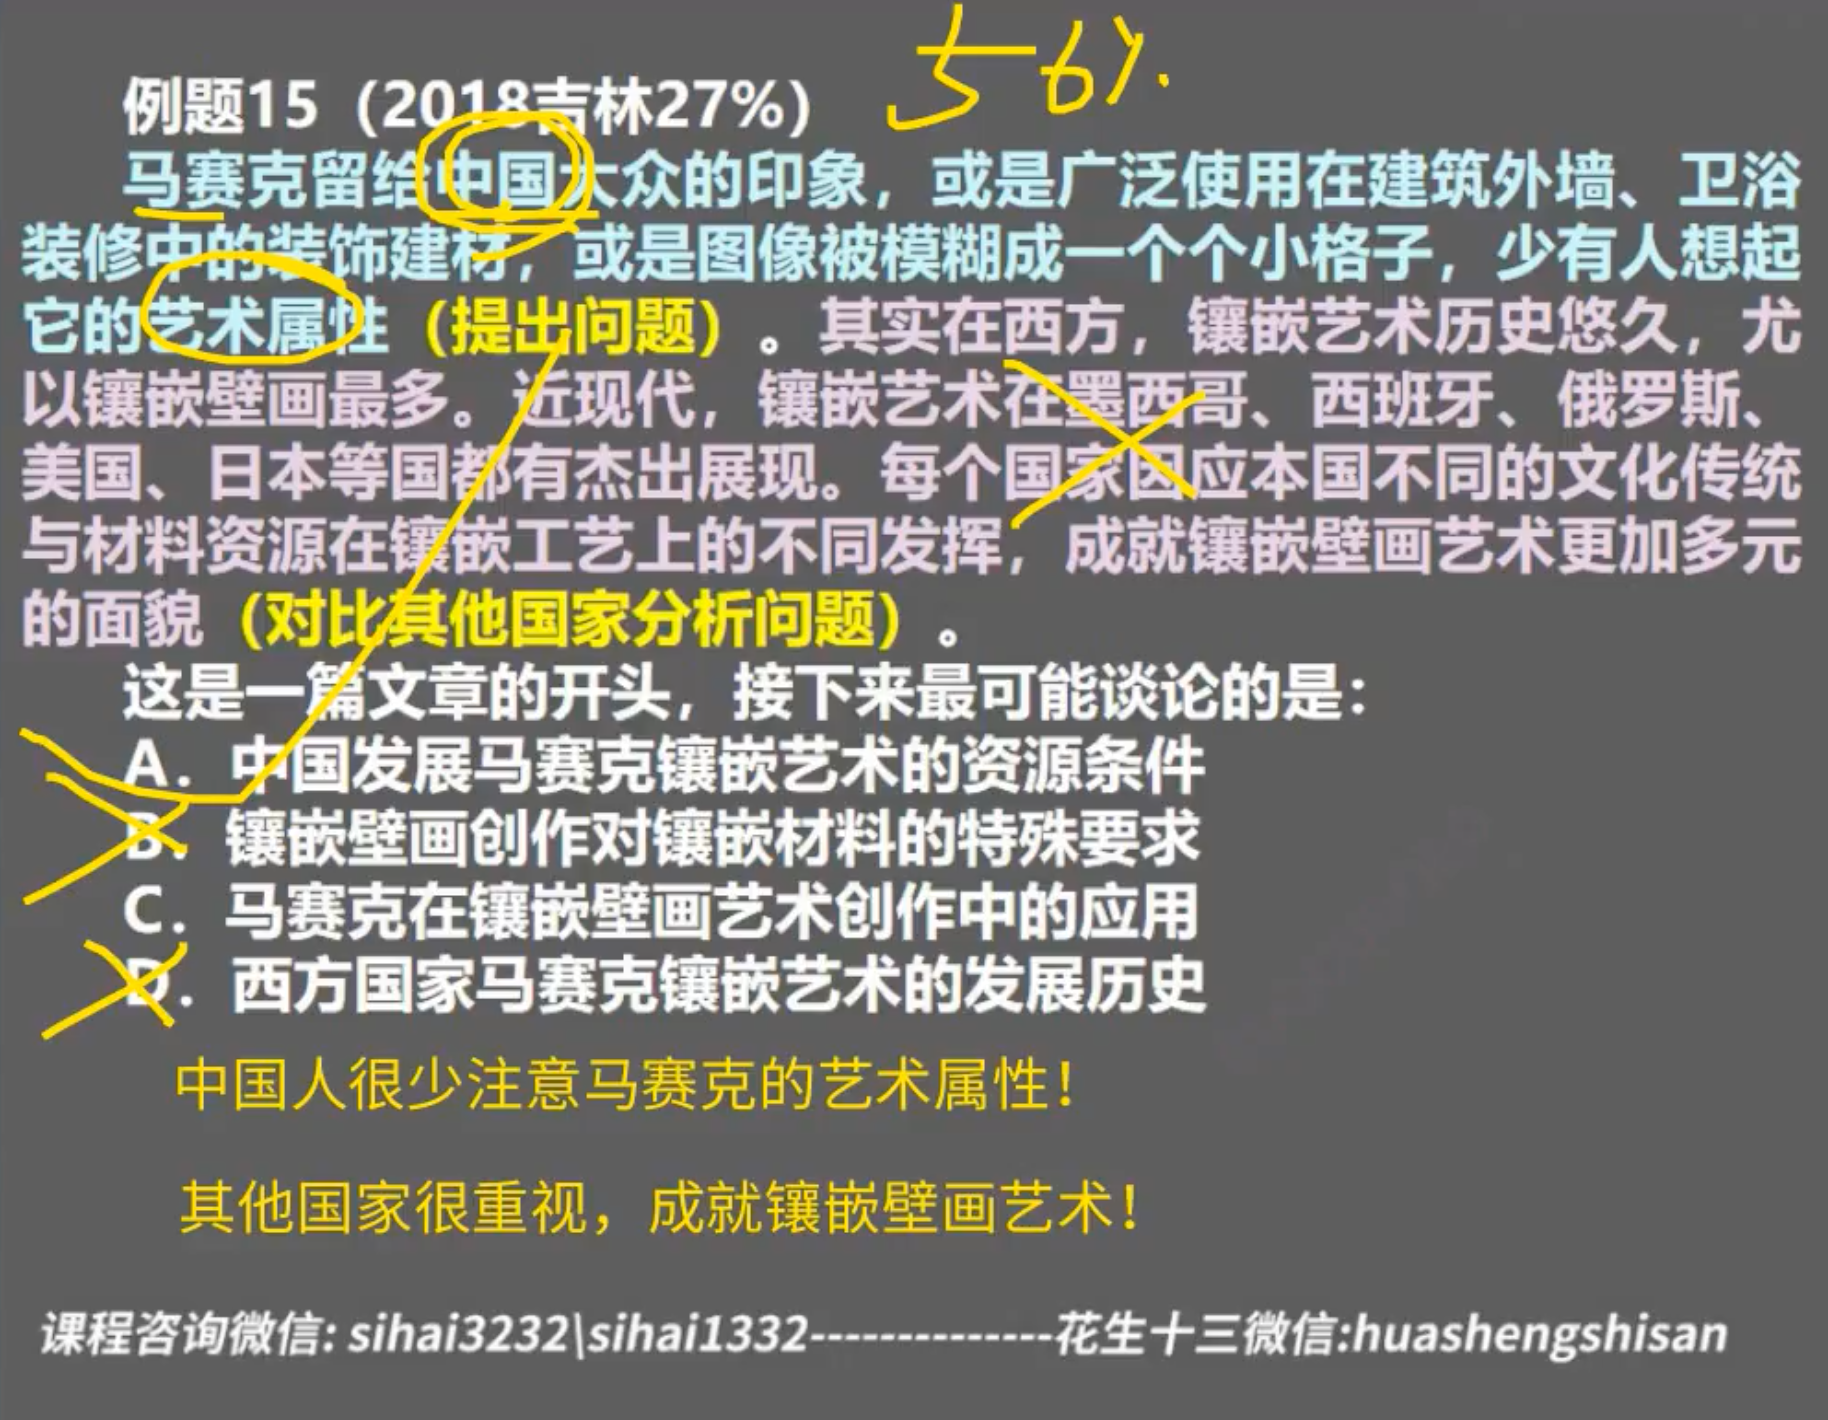 56%.
例题15（2018吉林27%）
马赛克留给中国大众的印象，或是广泛使用在建筑外墙、卫浴
装修中的装饰建材，或是图像被模糊成一个个小格子，少有人想起
它的艺术属性（提出问题）。其实在西方，镶嵌艺术历史悠久，尤
以镶嵌壁画最多。近现代，镶嵌艺术在墨西哥、西班牙、俄罗斯、
美国、日本等国都有杰出展现。每个国家因应本国不同的文化传统
与材料资源在镶嵌工艺上的不同发挥，成就镶嵌壁画艺术更加多元
的面貌（对比其他国家分析问题）。
这是一篇文章的开头，接下来最可能谈论的是：
A．中国发展马赛克镶嵌艺术的资源条件
B．镶嵌壁画创作对镶嵌材料的特殊要求
C．马赛克在镶嵌壁画艺术创作中的应用
D．西方国家马赛克镶嵌艺术的发展历史
中国人很少注意马赛克的艺术属性！
其他国家很重视，成就镶嵌壁画艺术！
课程咨询微信: sihai3232\sihai1332--------------花生十三微信:huashengshisan